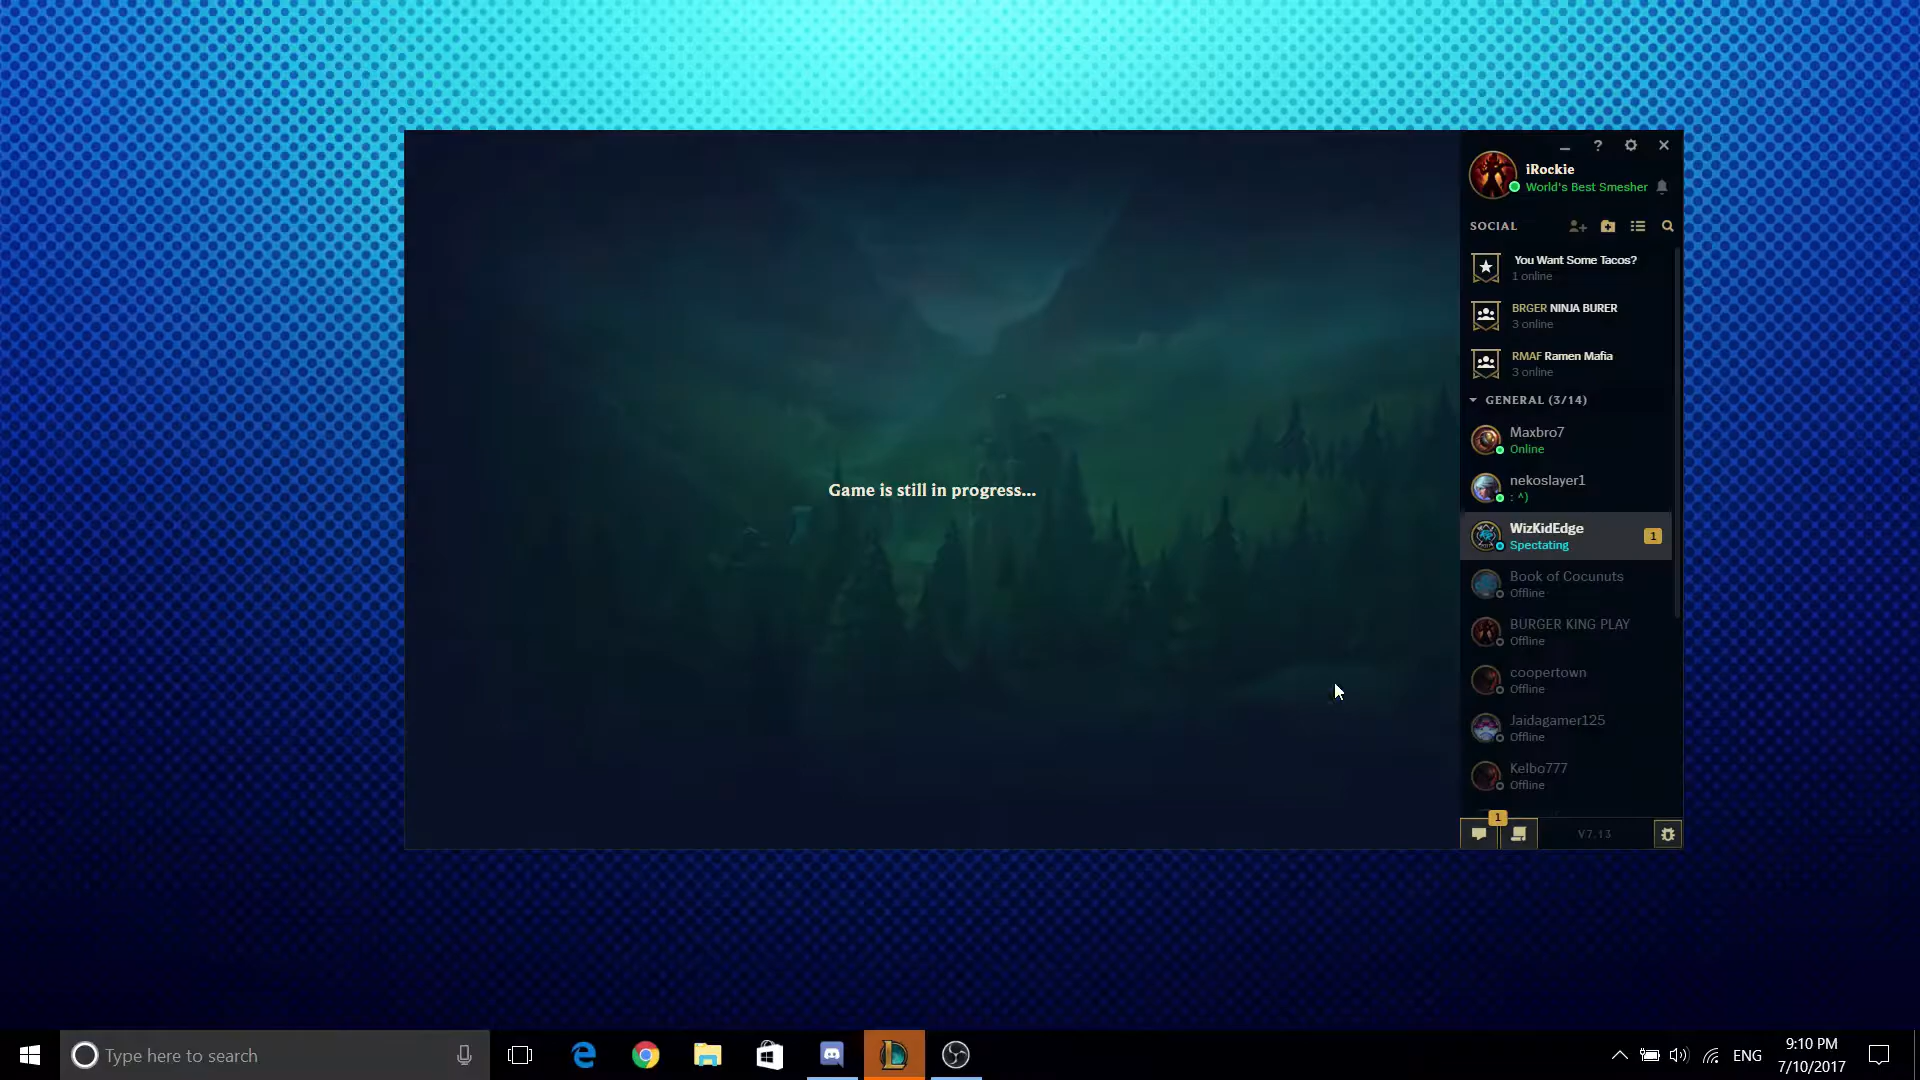 ?
iRockie
World's Best Smesher
SOCIAL
You Want Some Tacos?
1 online
BRGER NINJA BURER
3 online
RMAF Ramen Mafia
3 online
GENERAL (3/14)
Maxbro7
Online
nekoslayer1
: ^)
WizKidEdge
Spectating
1
Book of Cocunuts
Offline
BURGER KING PLAY
Offline
coopertown
Offline
Jaidagamer125
Offline
Kelbo777
Offline
1
V7.13
Game is still in progress...
Type here to search
ENG
9:10 PM
7/10/2017